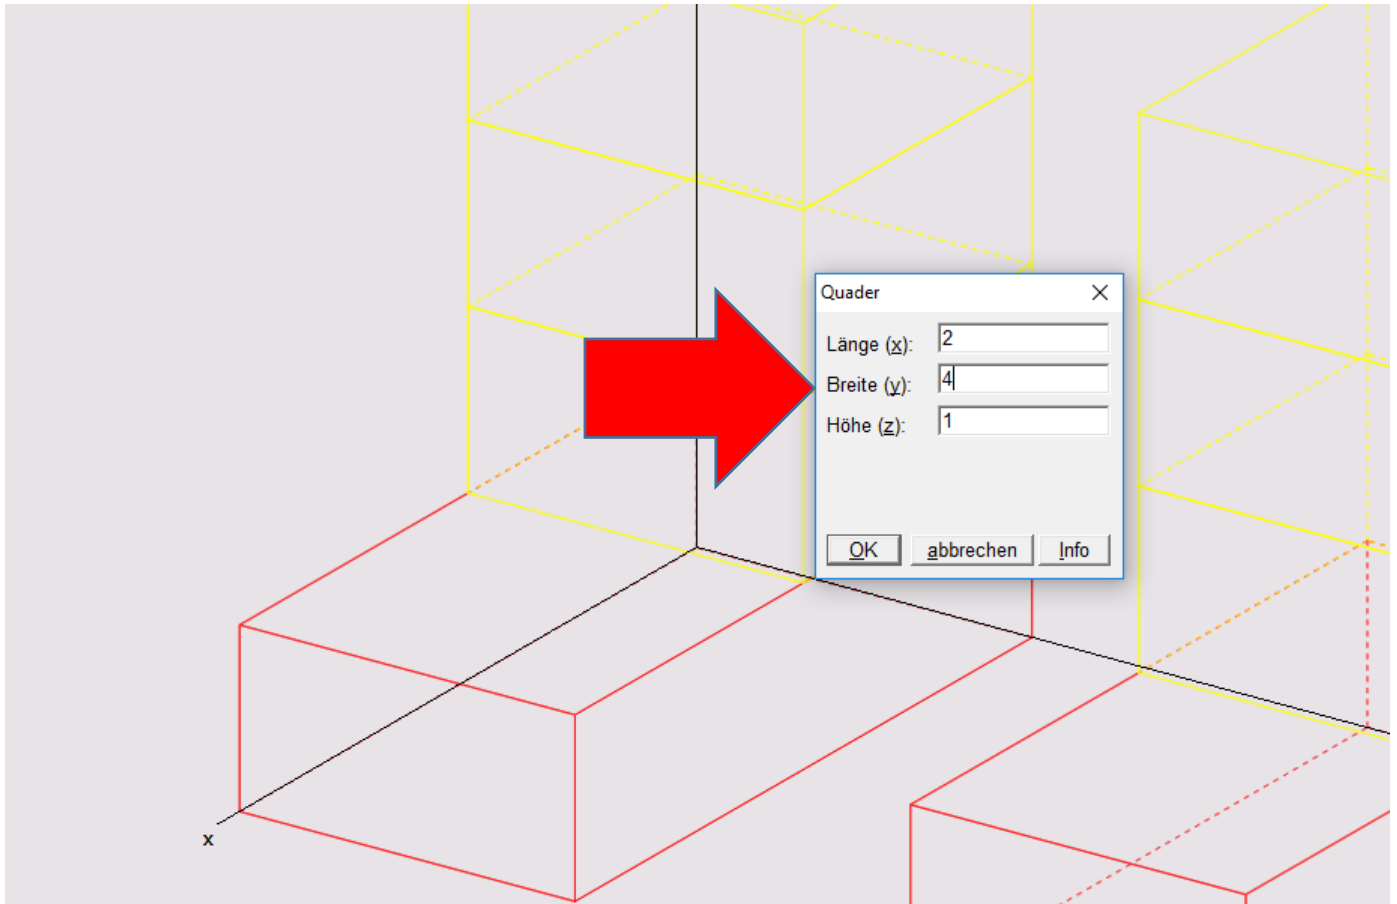 Quader
Länge (x): 2
Breite (y): 4
Höhe (z): 1
OK abbrechen Info
x